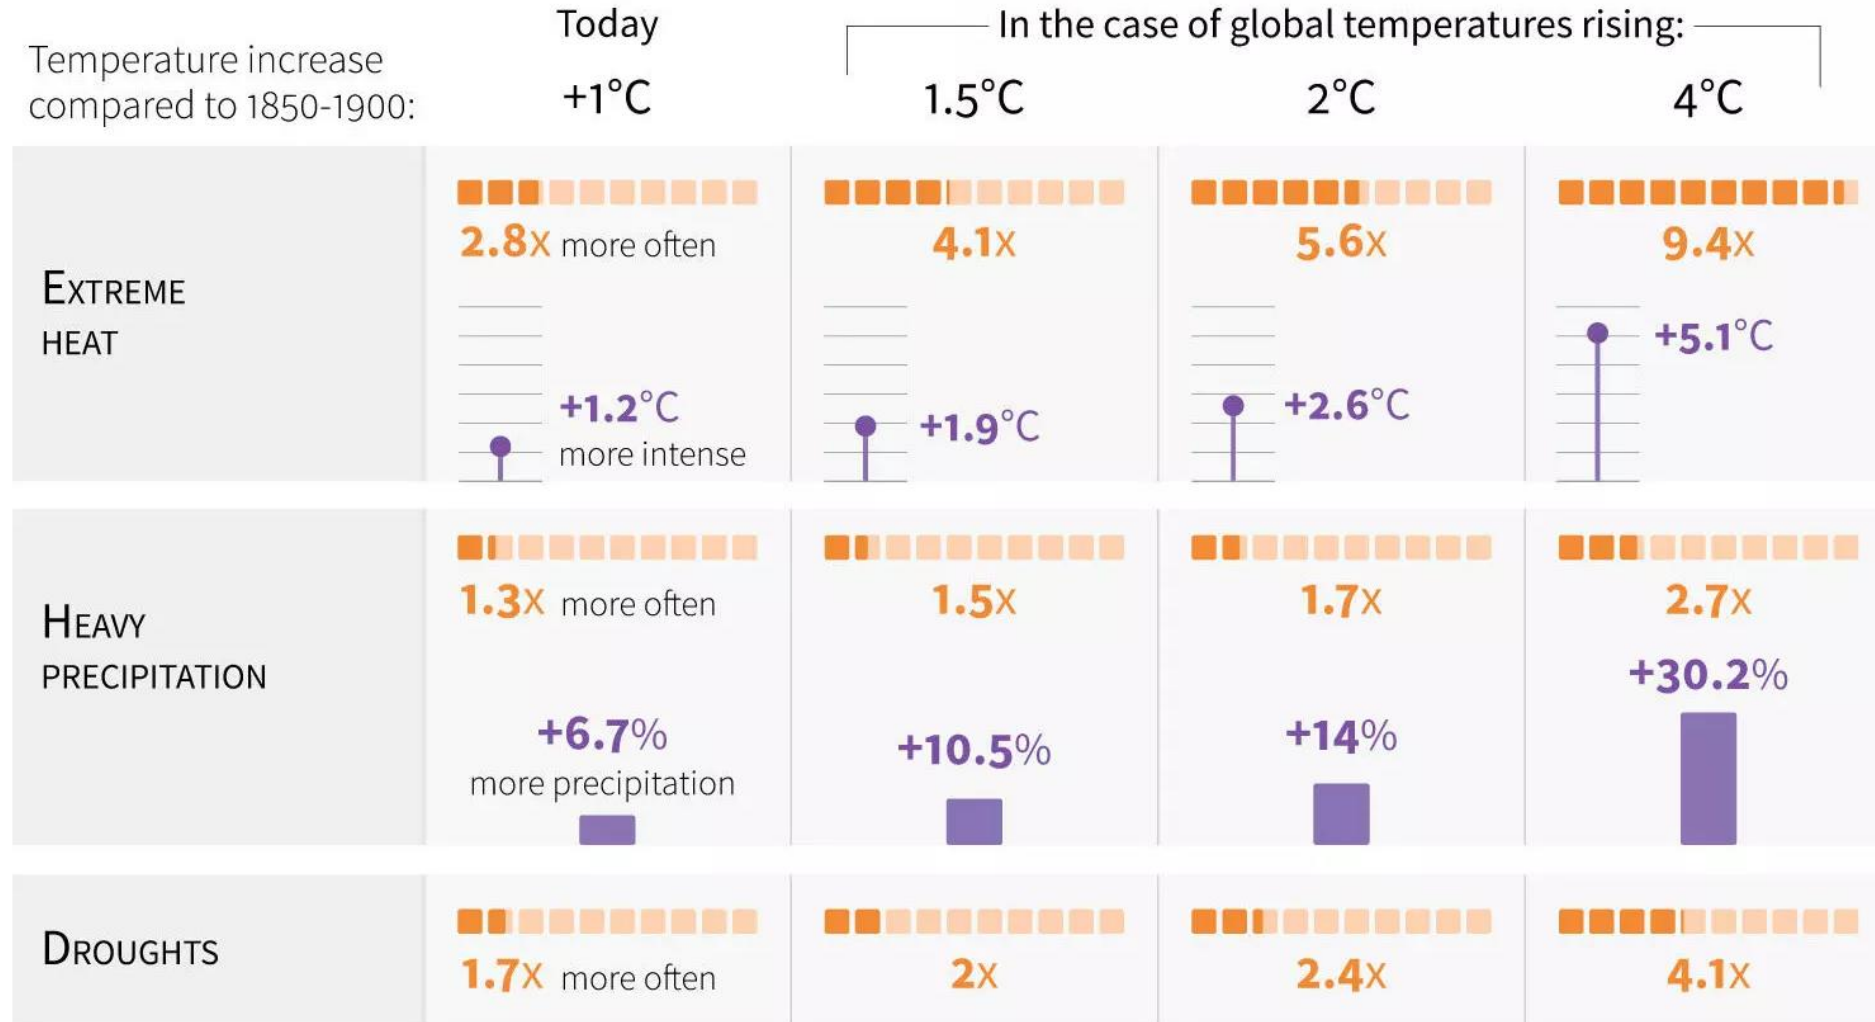 Today
In the case of global temperatures rising:
Temperature increase
compared to 1850-1900:
+1°C
1.5°C
2°C
4°C
EXTREME
HEAT
2.8X more often
4.1X
5.6X
9.4X
+1.2°C
more intense
+1.9°C
+2.6°C
+5.1°C
HEAVY
PRECIPITATION
1.3X more often
1.5X
1.7X
2.7X
+6.7%
more precipitation
+10.5%
+14%
+30.2%
DROUGHTS
1.7X more often
2X
2.4X
4.1X